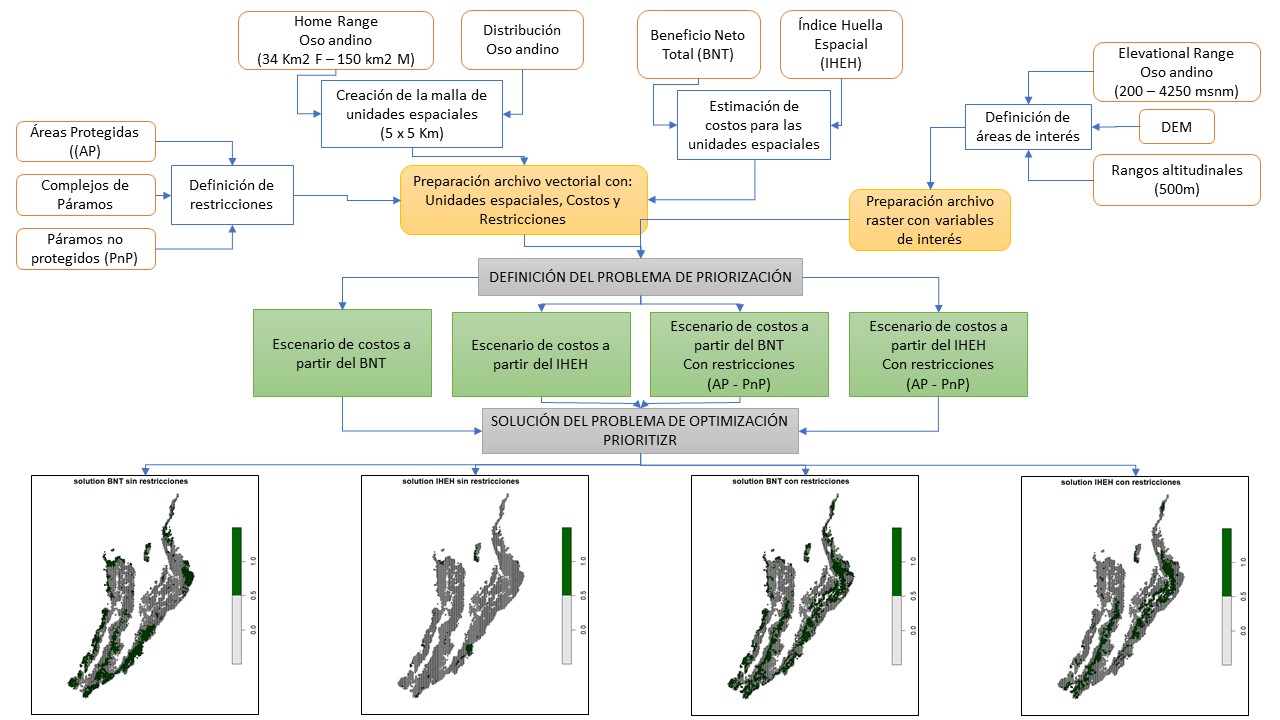 Home Range
Oso andino
(34 Km2 F – 150 km2 M)
Distribución
Oso andino
Beneficio Neto
Total (BNT)
Índice Huella
Espacial
(IHEH)
Elevational Range
Oso andino
(200 – 4250 msnm)
Creación de la malla de
unidades espaciales
(5 x 5 Km)
Estimación de
costos para las
unidades espaciales
Definición de
áreas de interés
DEM
Rangos altitudinales
(500m)
Áreas Protegidas
((AP)
Complejos de
Páramos
Páramos no
protegidos (PnP)
Definición de
restricciones
Preparación archivo vectorial con:
Unidades espaciales, Costos y
Restricciones
Preparación archivo
raster con variables
de interés
DEFINICIÓN DEL PROBLEMA DE PRIORIZACIÓN
Escenario de costos a
partir del BNT
Escenario de costos a
partir del IHEH
Escenario de costos a
partir del BNT
Con restricciones
(AP - PnP)
Escenario de costos a
partir del IHEH
Con restricciones
(AP - PnP)
SOLUCIÓN DEL PROBLEMA DE OPTIMIZACIÓN
PRIORITIZR
solution BNT sin restricciones
1.0
0.5
0.0
solution IHEH sin restricciones
1.0
0.5
0.0
solution BNT con restricciones
1.0
0.5
0.0
solution IHEH con restricciones
1.0
0.5
0.0